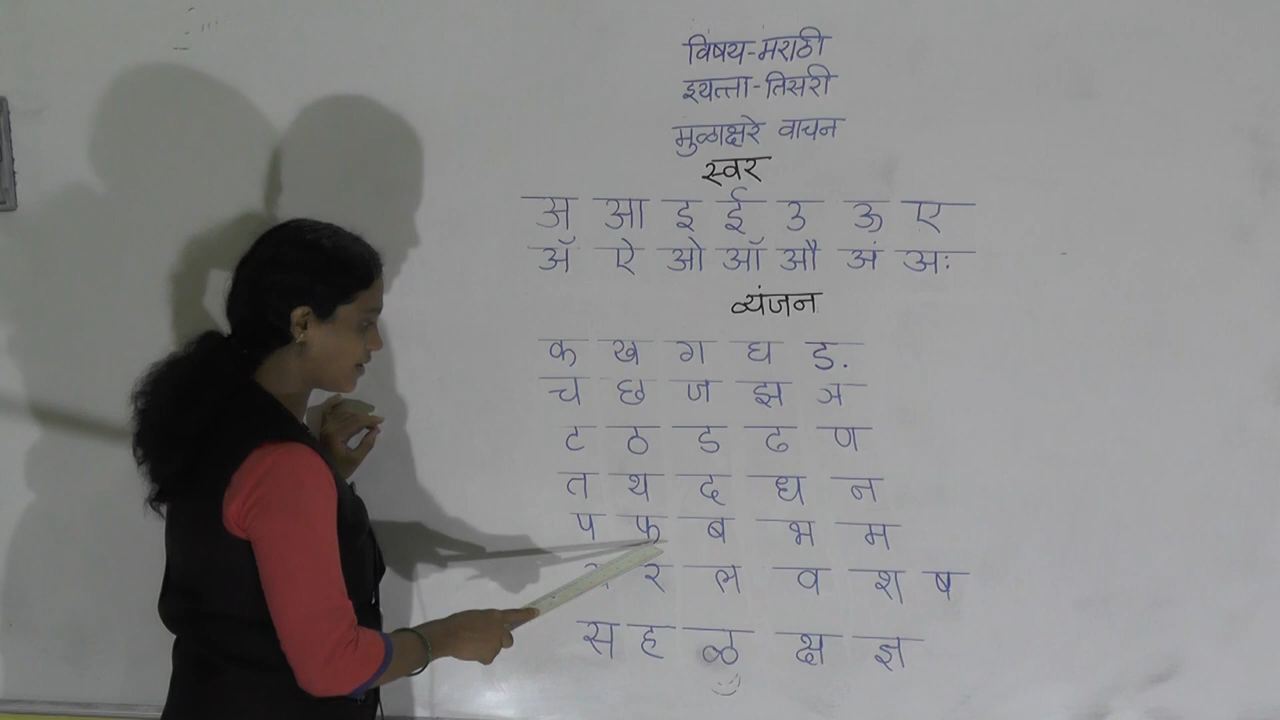 विषय-मराठी
इयत्ता-तिसरी
मुळाक्षरे वाचन
स्वर
अ आ इ ई उ ऊ ए
ॲ ऐ ओ ऑ औ अं अः
व्यंजन
क ख ग घ ड.
च छ ज झ ञ
ट ठ ड ढ ण
त थ द ध न
प फ ब भ म
र ल व श ष
स ह ळ क्ष ज्ञ